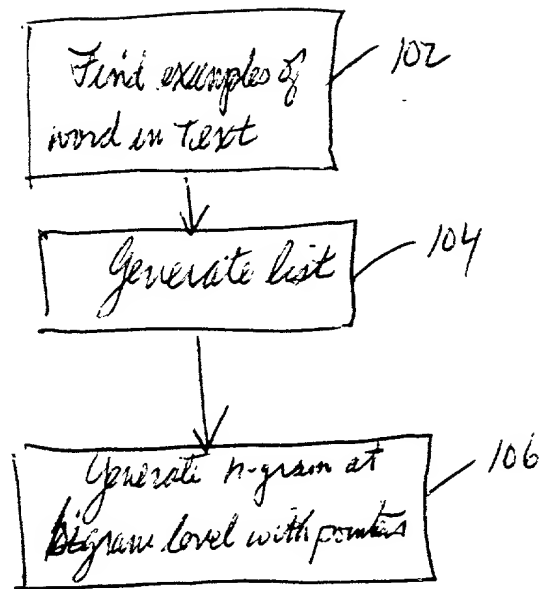 Find examples of
102
word in Text
Generate list
104
Generate n-gram at
106
bigram level with pointers